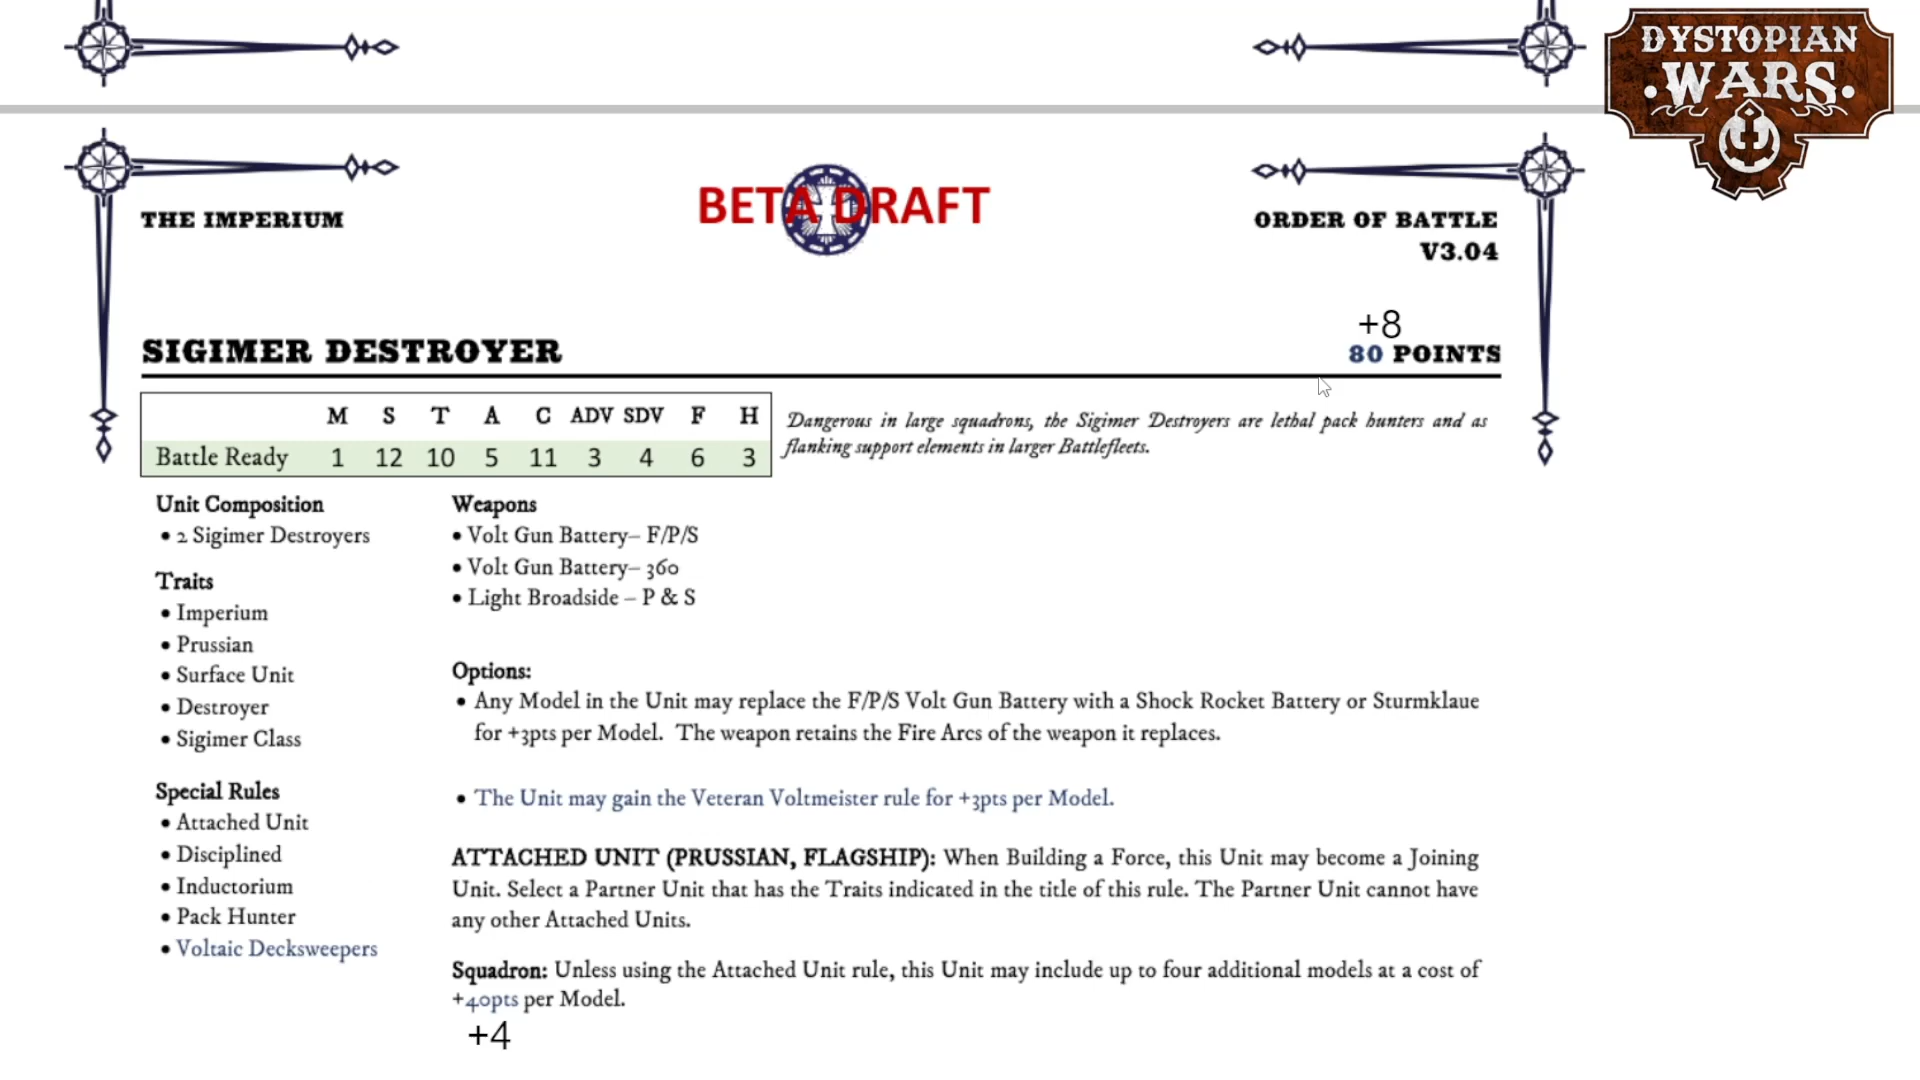 DYSTOPIAN
WARS
THE IMPERIUM
BETA DRAFT
ORDER OF BATTLE
V3.04
+8
SIGIMER DESTROYER
80 POINTS
M S T A C ADV SDV F H
Battle Ready 1 12 10 5 11 3 4 6 3
Dangerous in large squadrons, the Sigimer Destroyers are lethal pack hunters and as
flanking support elements in larger Battlefleets.
Unit Composition
• 2 Sigimer Destroyers
Traits
• Imperium
• Prussian
• Surface Unit
• Destroyer
• Sigimer Class
Special Rules
• Attached Unit
• Disciplined
• Inductorium
• Pack Hunter
• Voltaic Decksweepers
Weapons
• Volt Gun Battery– F/P/S
• Volt Gun Battery– 360
• Light Broadside – P & S
Options:
• Any Model in the Unit may replace the F/P/S Volt Gun Battery with a Shock Rocket Battery or Sturmklaue
for +3pts per Model. The weapon retains the Fire Arcs of the weapon it replaces.
• The Unit may gain the Veteran Voltmeister rule for +3pts per Model.
ATTACHED UNIT (PRUSSIAN, FLAGSHIP): When Building a Force, this Unit may become a Joining
Unit. Select a Partner Unit that has the Traits indicated in the title of this rule. The Partner Unit cannot have
any other Attached Units.
Squadron: Unless using the Attached Unit rule, this Unit may include up to four additional models at a cost of
+40pts per Model.
+4